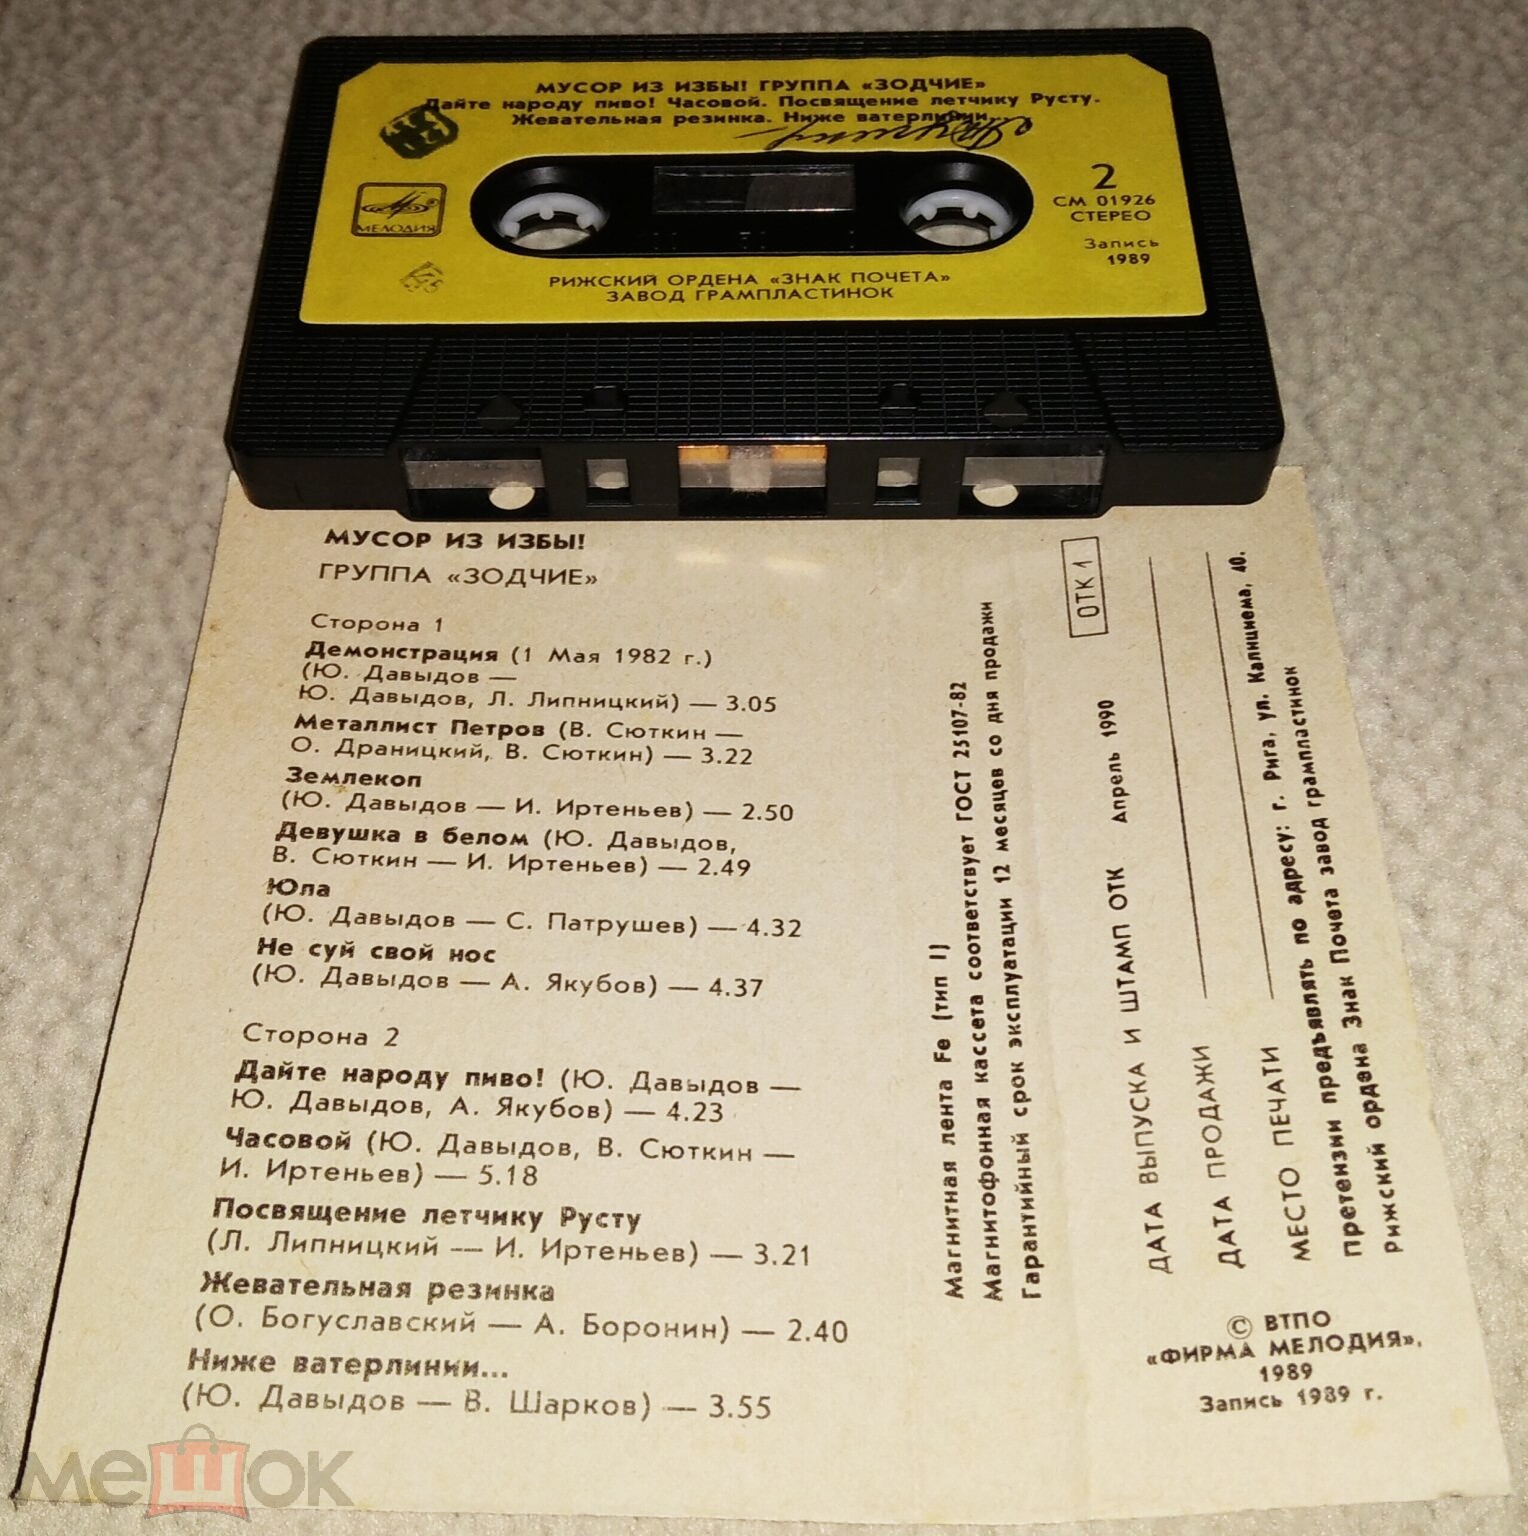 МУСОР ИЗ ИЗБЫ! ГРУППА «ЗОДЧИЕ»
Дайте народу пиво! Часовой. Посвящение летчику Русту.
Жевательная резинка. Ниже ватерлинии...
МЕЛОДИЯ
2
СМ 01926
СТЕРЕО
Запись
1989
РИЖСКИЙ ОРДЕНА «ЗНАК ПОЧЕТА»
ЗАВОД ГРАМПЛАСТИНОК
МУСОР ИЗ ИЗБЫ!
ГРУППА «ЗОДЧИЕ»
Сторона 1
Демонстрация (1 Мая 1982 г.)
(Ю. Давыдов —
Ю. Давыдов, Л. Липницкий) — 3.05
Металлист Петров (В. Сюткин —
О. Драницкий, В. Сюткин) — 3.22
Землекоп
(Ю. Давыдов — И. Иртеньев) — 2.50
Девушка в белом (Ю. Давыдов,
В. Сюткин — И. Иртеньев) — 2.49
Юла
(Ю. Давыдов — С. Патрушев) — 4.32
Не суй свой нос
(Ю. Давыдов — А. Якубов) — 4.37
Сторона 2
Дайте народу пиво! (Ю. Давыдов —
Ю. Давыдов, А. Якубов) — 4.23
Часовой (Ю. Давыдов, В. Сюткин —
И. Иртеньев) — 5.18
Посвящение летчику Русту
(Л. Липницкий — И. Иртеньев) — 3.21
Жевательная резинка
(О. Богуславский — А. Боронин) — 2.40
Ниже ватерлинии...
(Ю. Давыдов — В. Шарков) — 3.55
Магнитная лента Fe (тип I)
Магнитофонная кассета соответствует ГОСТ 25107-82
Гарантийный срок эксплуатации 12 месяцев со дня продажи
ОТК 1
ДАТА ВЫПУСКА И ШТАМП ОТК апрель 1990
ДАТА ПРОДАЖИ
МЕСТО ПЕЧАТИ
Претензии предъявлять по адресу: г. Рига, ул. Калнциема, 40.
Рижский ордена Знак Почета завод грампластинок
© ВТПО
«ФИРМА МЕЛОДИЯ»,
1989
Запись 1989 г.
мешок